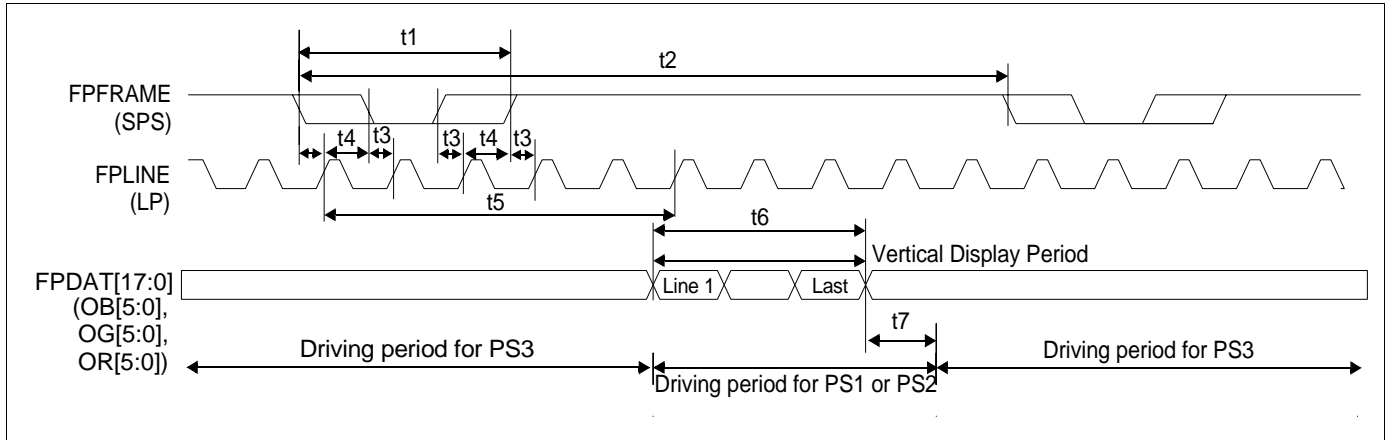 t1
t2
FPFRAME
(SPS)
t4 t3 t3 t4 t3
FPLINE
(LP)
t5
t6
Vertical Display Period
FPDAT[17:0]
(OB[5:0],
OG[5:0],
OR[5:0])
Line 1 Last
t7
Driving period for PS3
Driving period for PS3
Driving period for PS1 or PS2